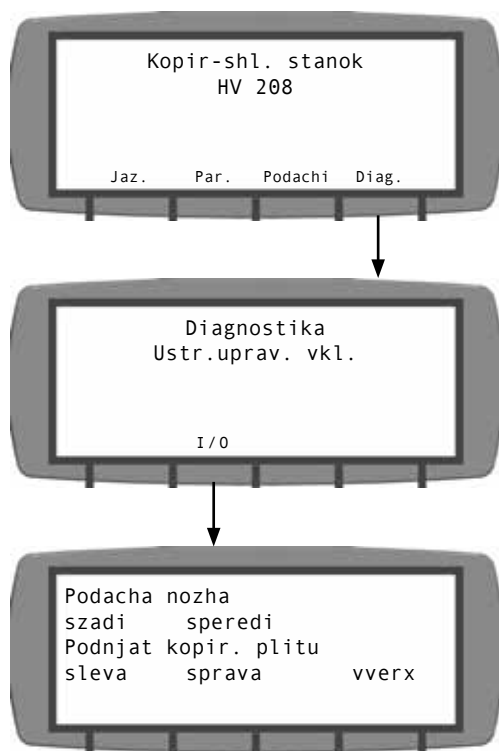 Kopir-shl. stanok
HV 208
Jaz. Par. Podachi Diag.
Diagnostika
Ustr.uprav. vkl.
I/O
Podacha nozha
szadi speredi
Podnjat kopir. plitu
sleva sprava vverx